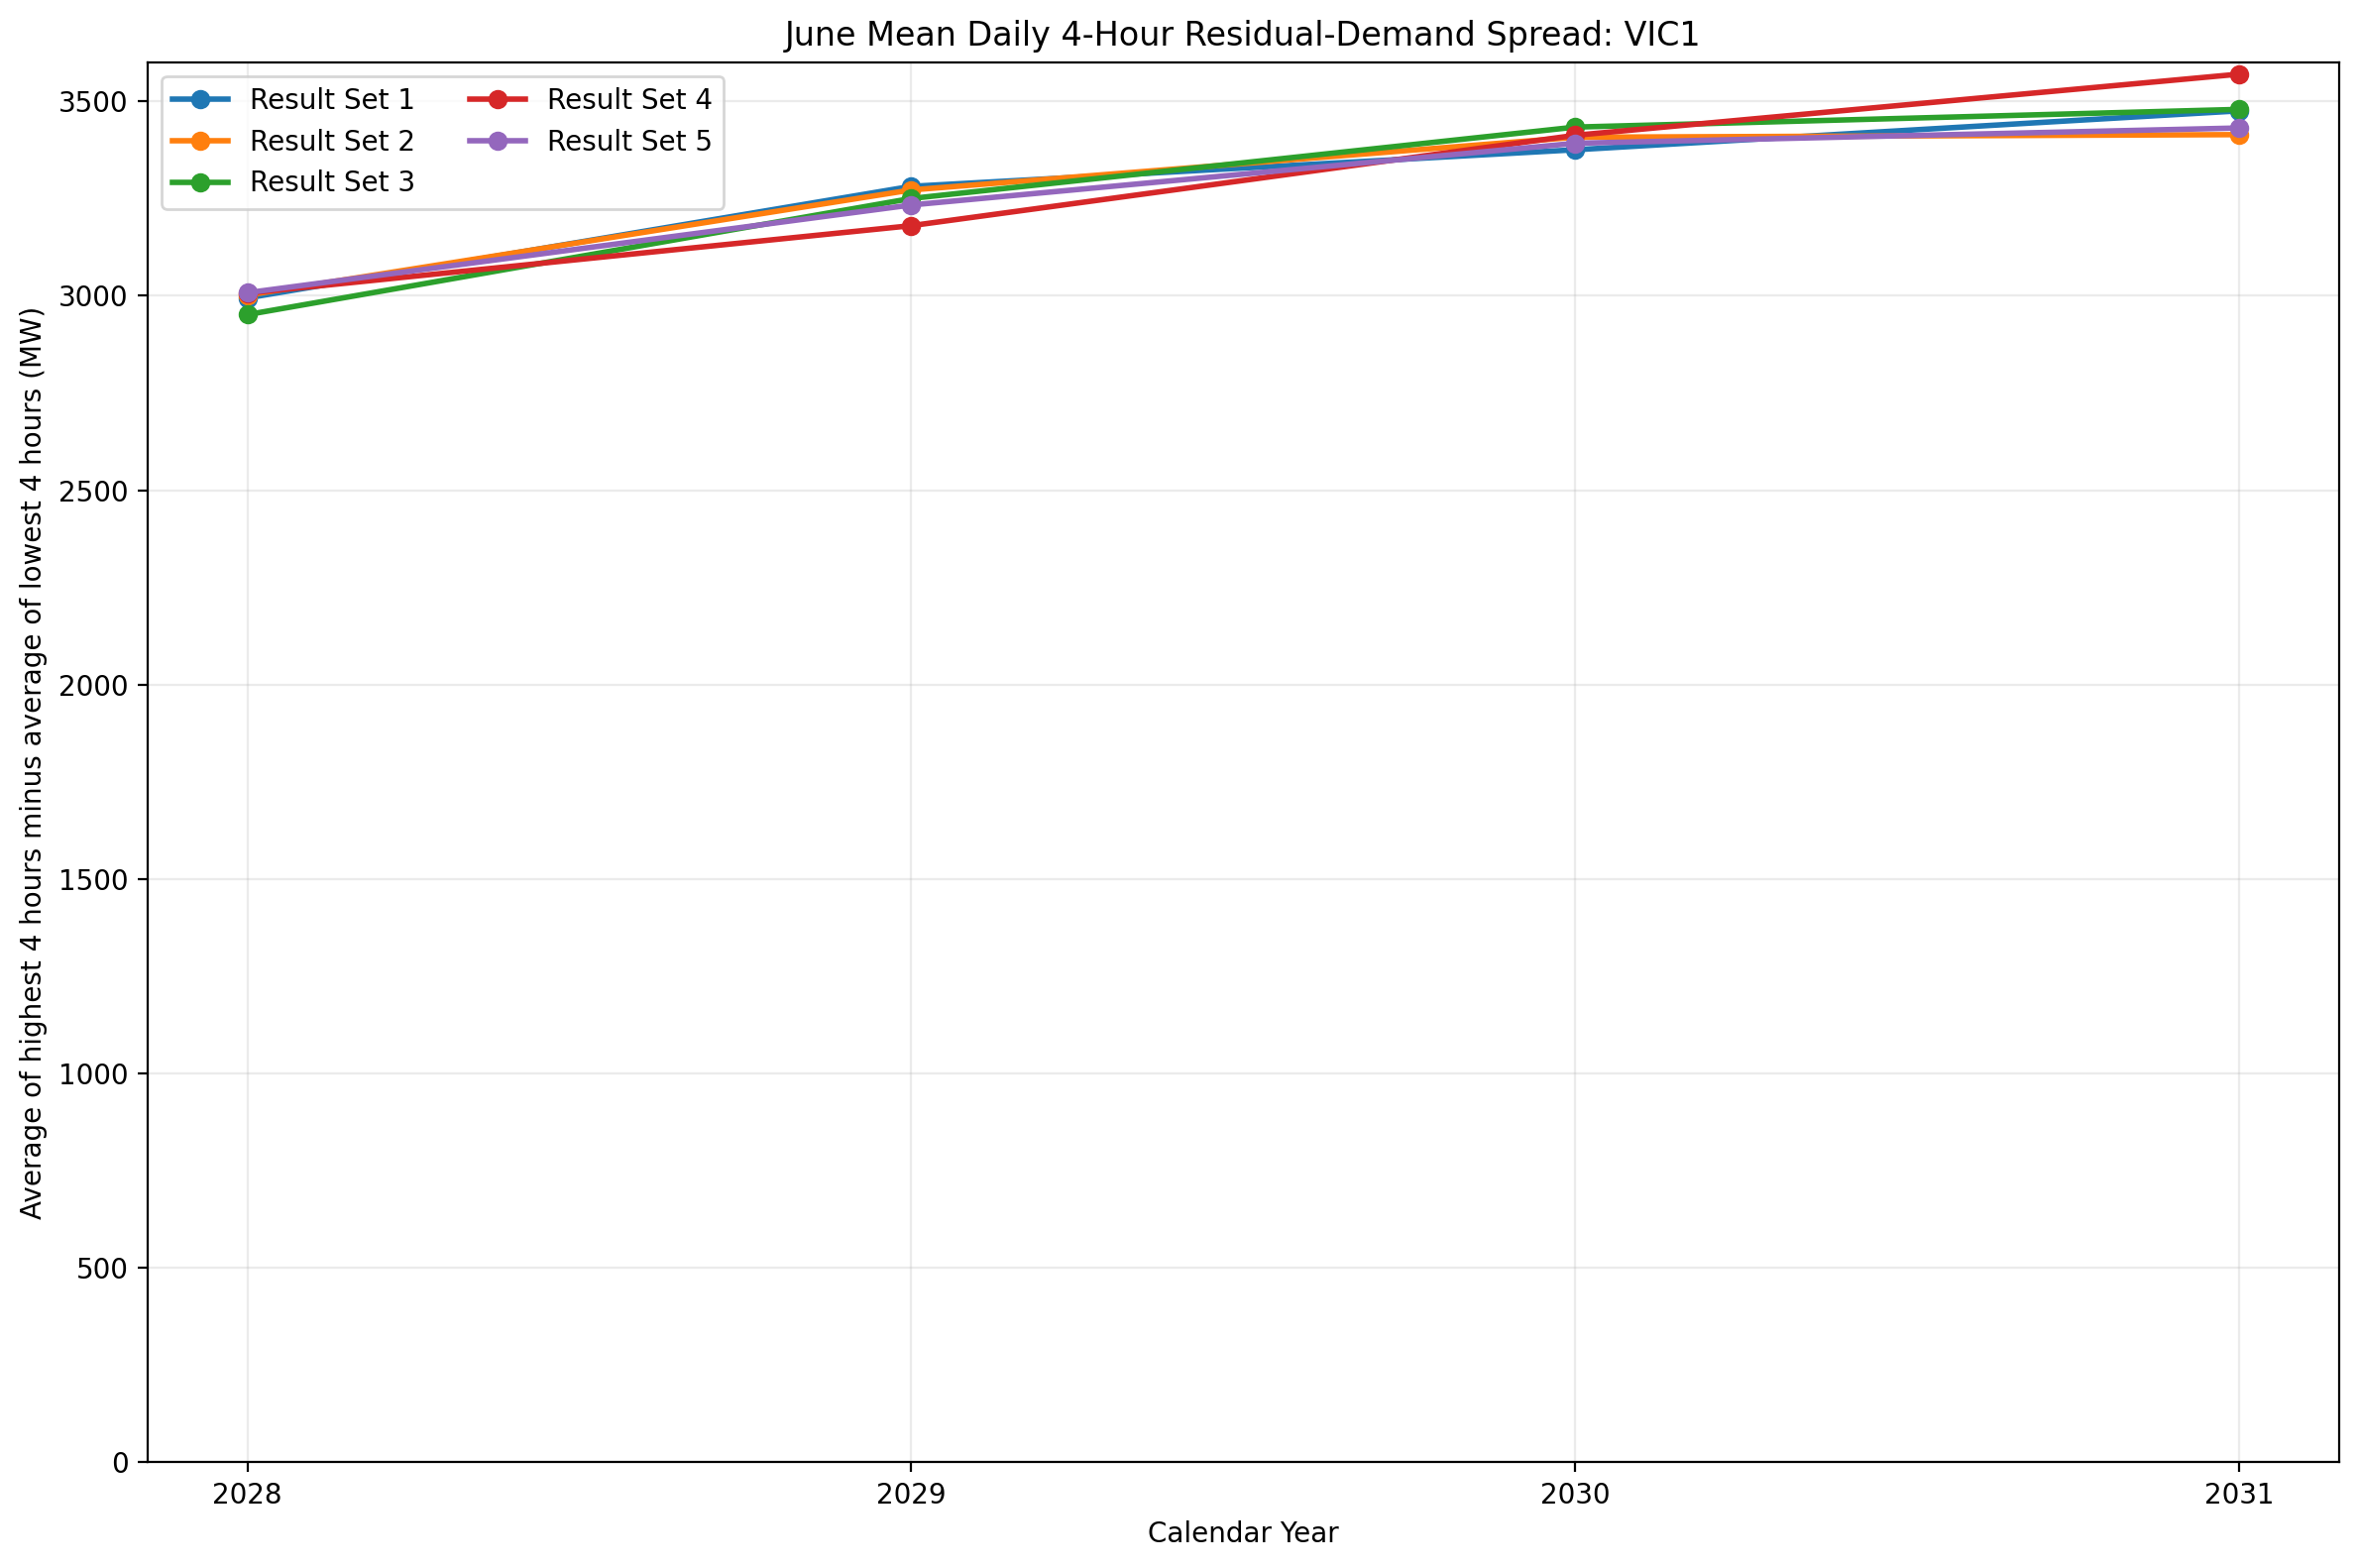 June Mean Daily 4-Hour Residual-Demand Spread: VIC1
Result Set 1
Result Set 2
Result Set 3
Result Set 4
Result Set 5
Average of highest 4 hours minus average of lowest 4 hours (MW)
3500
3000
2500
2000
1500
1000
500
0
2028
2029
2030
2031
Calendar Year